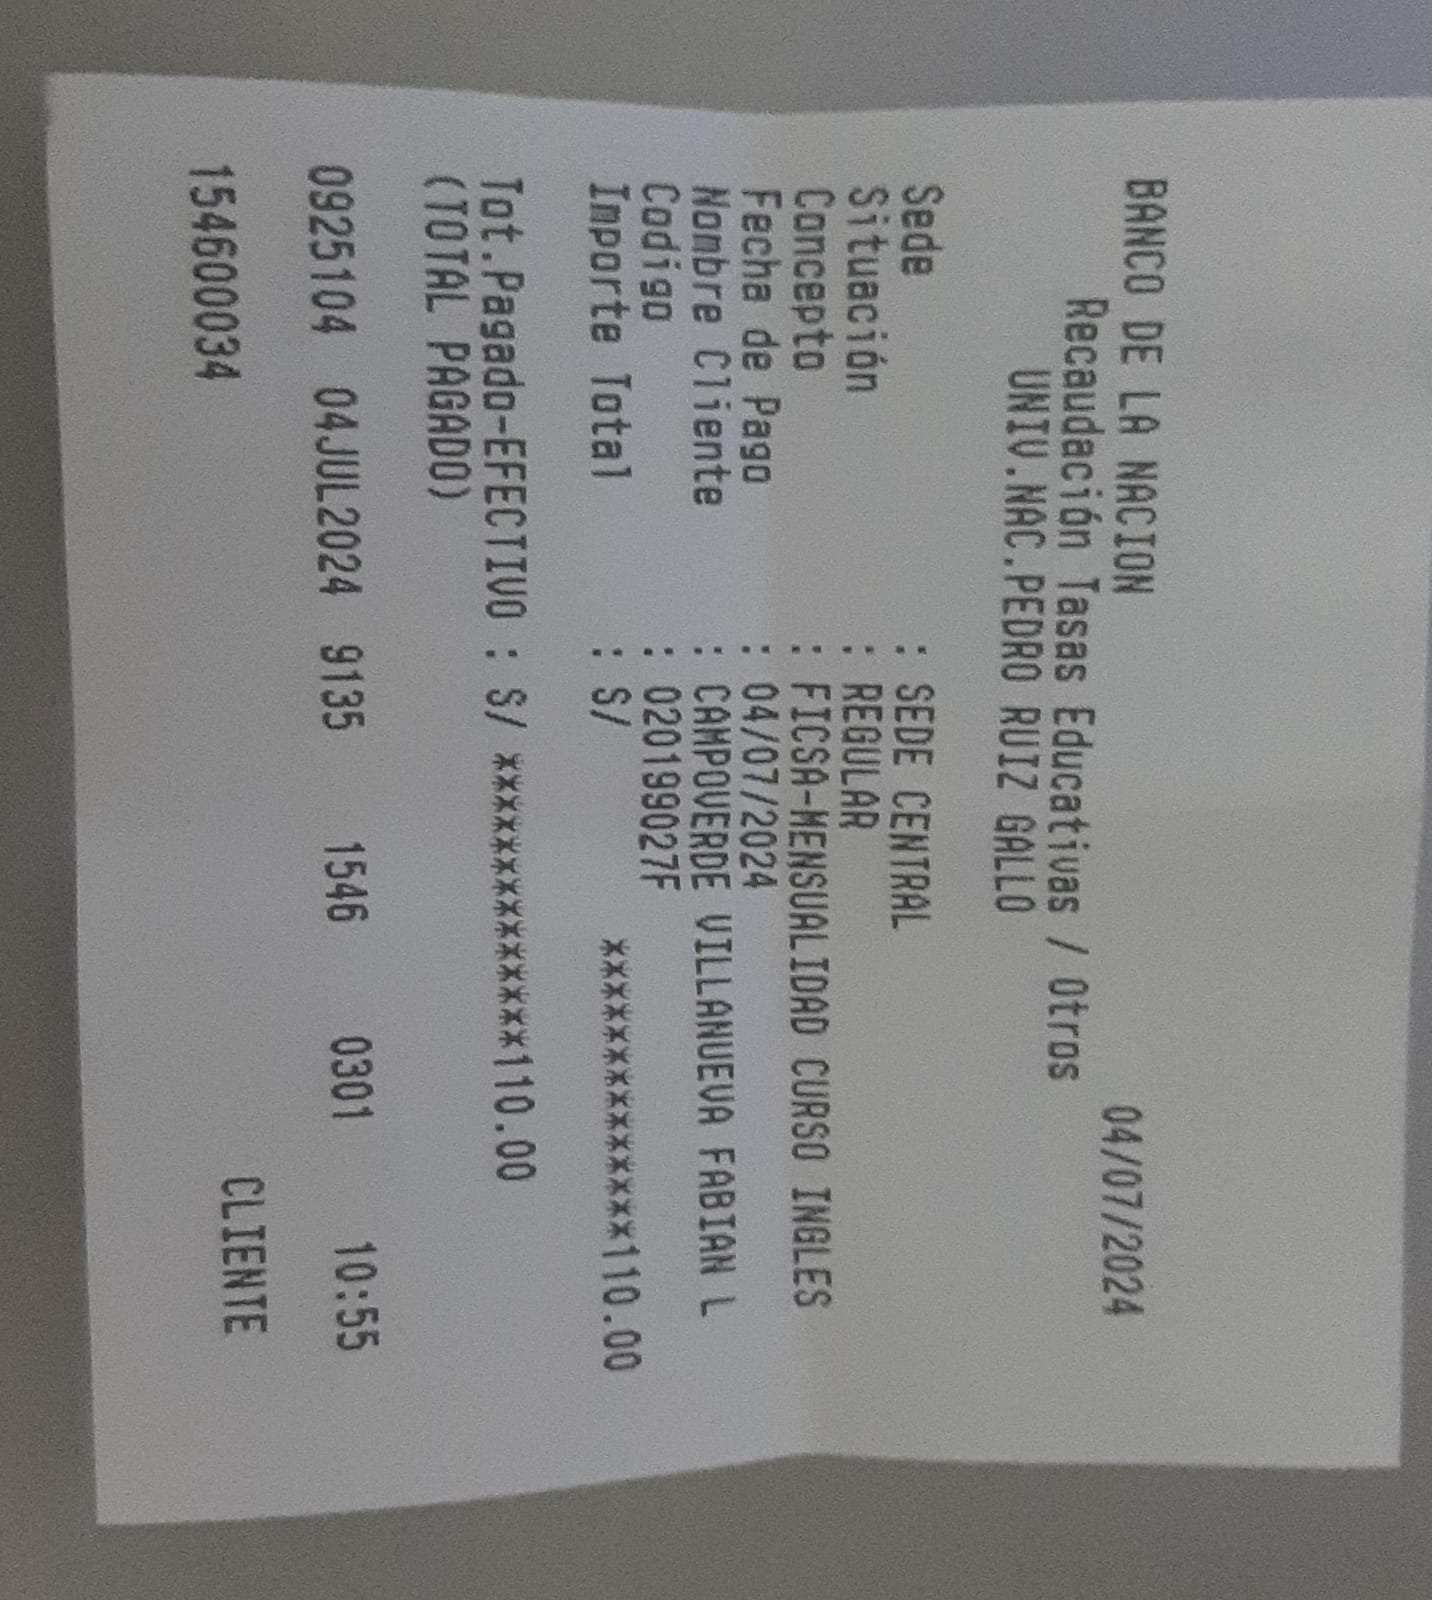 BANCO DE LA NACION 04/07/2024
Recaudación Tasas Educativas / Otros
UNIV.NAC.PEDRO RUIZ GALLO
Sede : SEDE CENTRAL
Situación : REGULAR
Concepto : FICSA-MENSUALIDAD CURSO INGLES
Fecha de Pago : 04/07/2024
Nombre Cliente : CAMPOVERDE VILLANUEVA FABIAN L
Codigo :020199027F
Importe Total : S/ **************110.00
Tot.Pagado-EFECTIVO : S/ **************110.00
(TOTAL PAGADO)
0925104 04JUL2024 9135 1546 0301 10:55
154600034 CLIENTE